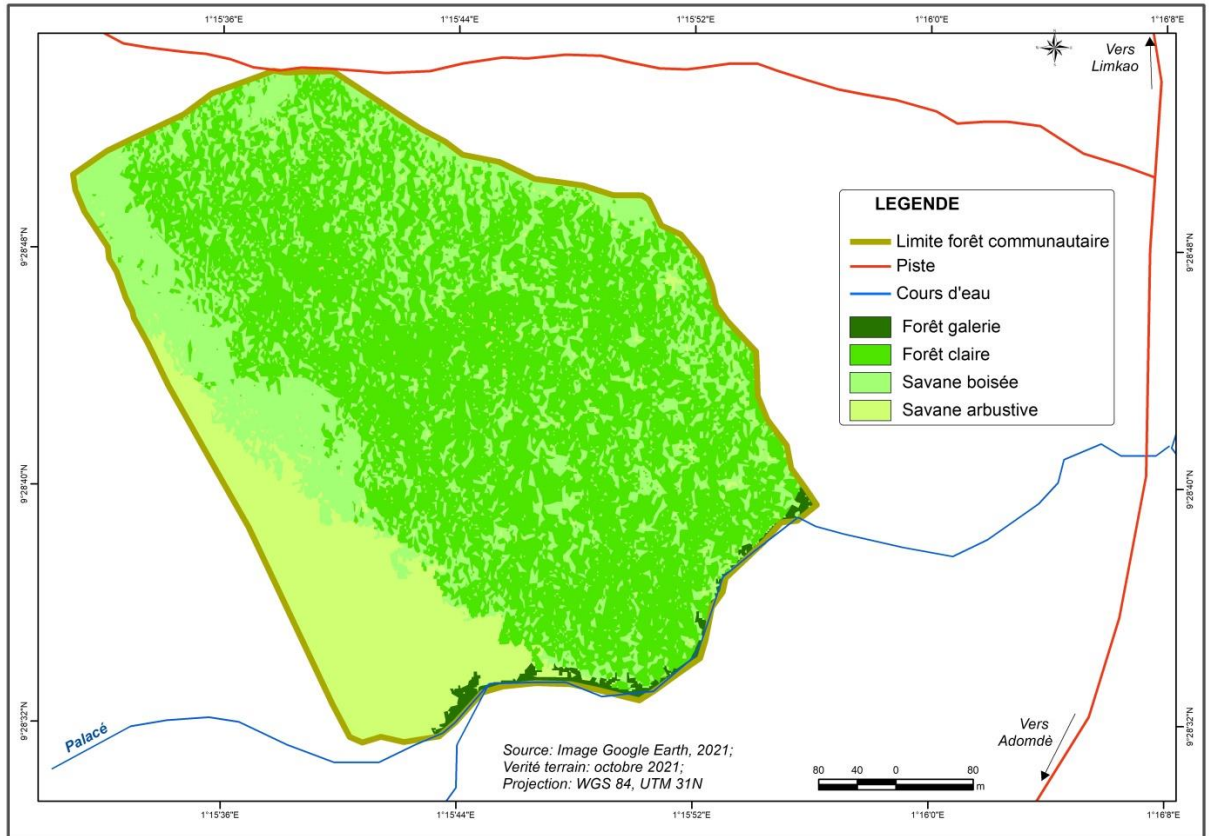 1°15'36"E
1°15'44"E
1°15'52"E
1°16'0"E
1°16'8"E
Vers
Limkao
9°28'48"N
9°28'48"N
LEGENDE
Limite forêt communautaire
Piste
Cours d'eau
Forêt galerie
Forêt claire
Savane boisée
Savane arbustive
9°28'40"N
9°28'40"N
9°28'32"N
9°28'32"N
Palacé
Vers
Adomdè
Source: Image Google Earth, 2021;
Verité terrain: octobre 2021;
Projection: WGS 84, UTM 31N
80 40 0 80
m
1°15'36"E
1°15'44"E
1°15'52"E
1°16'0"E
1°16'8"E